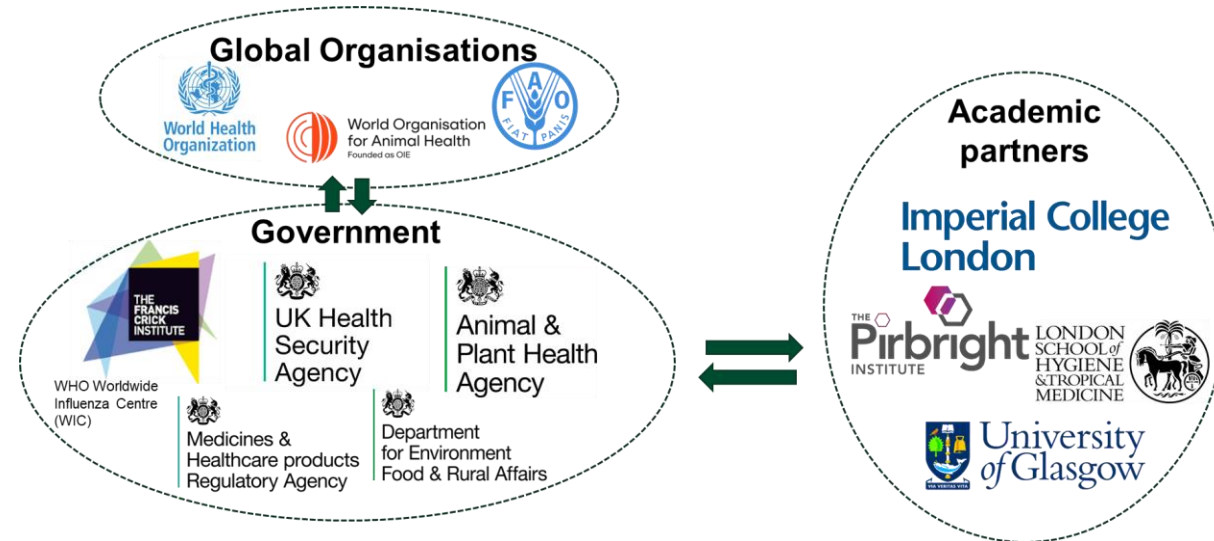 Global Organisations
World Health
Organization
World Organisation
for Animal Health
Founded as OIE
F A O
FIAT PANIS
Government
THE
FRANCIS
CRICK
INSTITUTE
WHO Worldwide
Influenza Centre
(WIC)
UK Health
Security
Agency
Animal &
Plant Health
Agency
Medicines &
Healthcare products
Regulatory Agency
Department
for Environment
Food & Rural Affairs
Academic
partners
Imperial College
London
THE
Pirbright
INSTITUTE
LONDON
SCHOOL of
HYGIENE
& TROPICAL
MEDICINE
University
of Glasgow
VIA VERITAS VITA